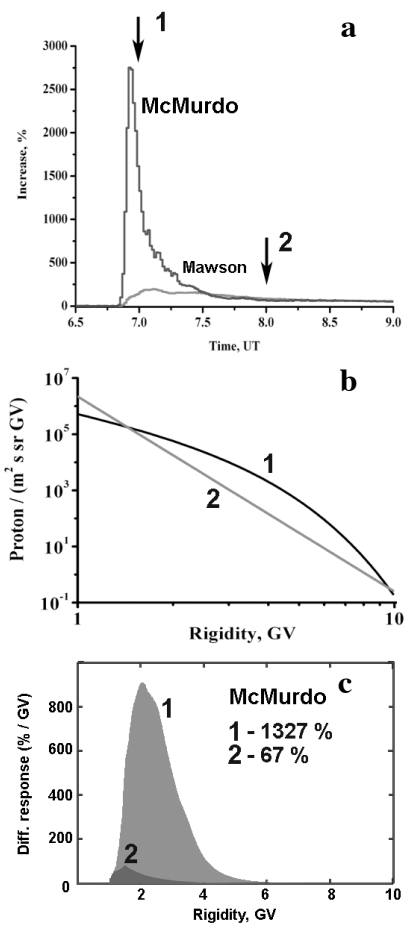 1
a
3000
2500
2000
1500
1000
500
0
Increase, %
McMurdo
Mawson
2
6.5 7.0 7.5 8.0 8.5 9.0
Time, UT
b
10^7
10^5
10^3
10^1
10^-1
Proton / (m^2 s sr GV)
1
2
1 10
Rigidity, GV
c
McMurdo
1 - 1327 %
2 - 67 %
1
2
800
600
400
200
0
Diff. response (% / GV)
2 4 6 8 10
Rigidity, GV